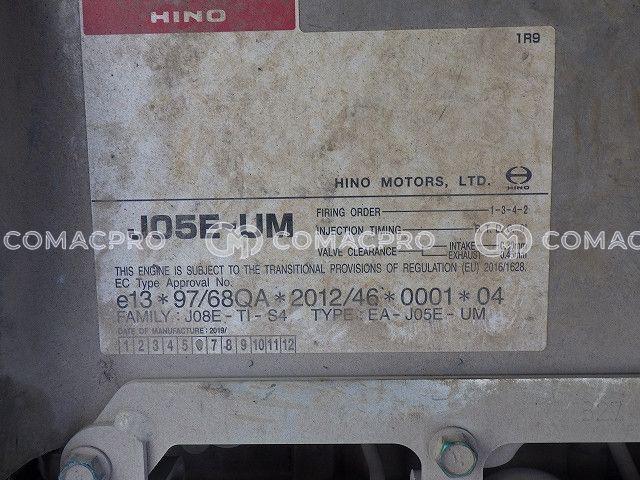 HINO
1R9
HINO MOTORS, LTD. HINO
J05E-UM
FIRING ORDER 1-3-4-2
INJECTION TIMING
VALVE CLEARANCE INTAKE
EXHAUST
THIS ENGINE IS SUBJECT TO THE TRANSITIONAL PROVISIONS OF REGULATION (EU) 2016/1628.
EC Type Approval No.
e13*97/68QA*2012/46*0001*04
FAMILY: J08E-TI-S4 TYPE: EA-J05E-UM
DATE OF MANUFACTURE: 2019/
1 2 3 4 5 6 7 8 9 10 11 12
COMACPRO COMACPRO COMACPRO